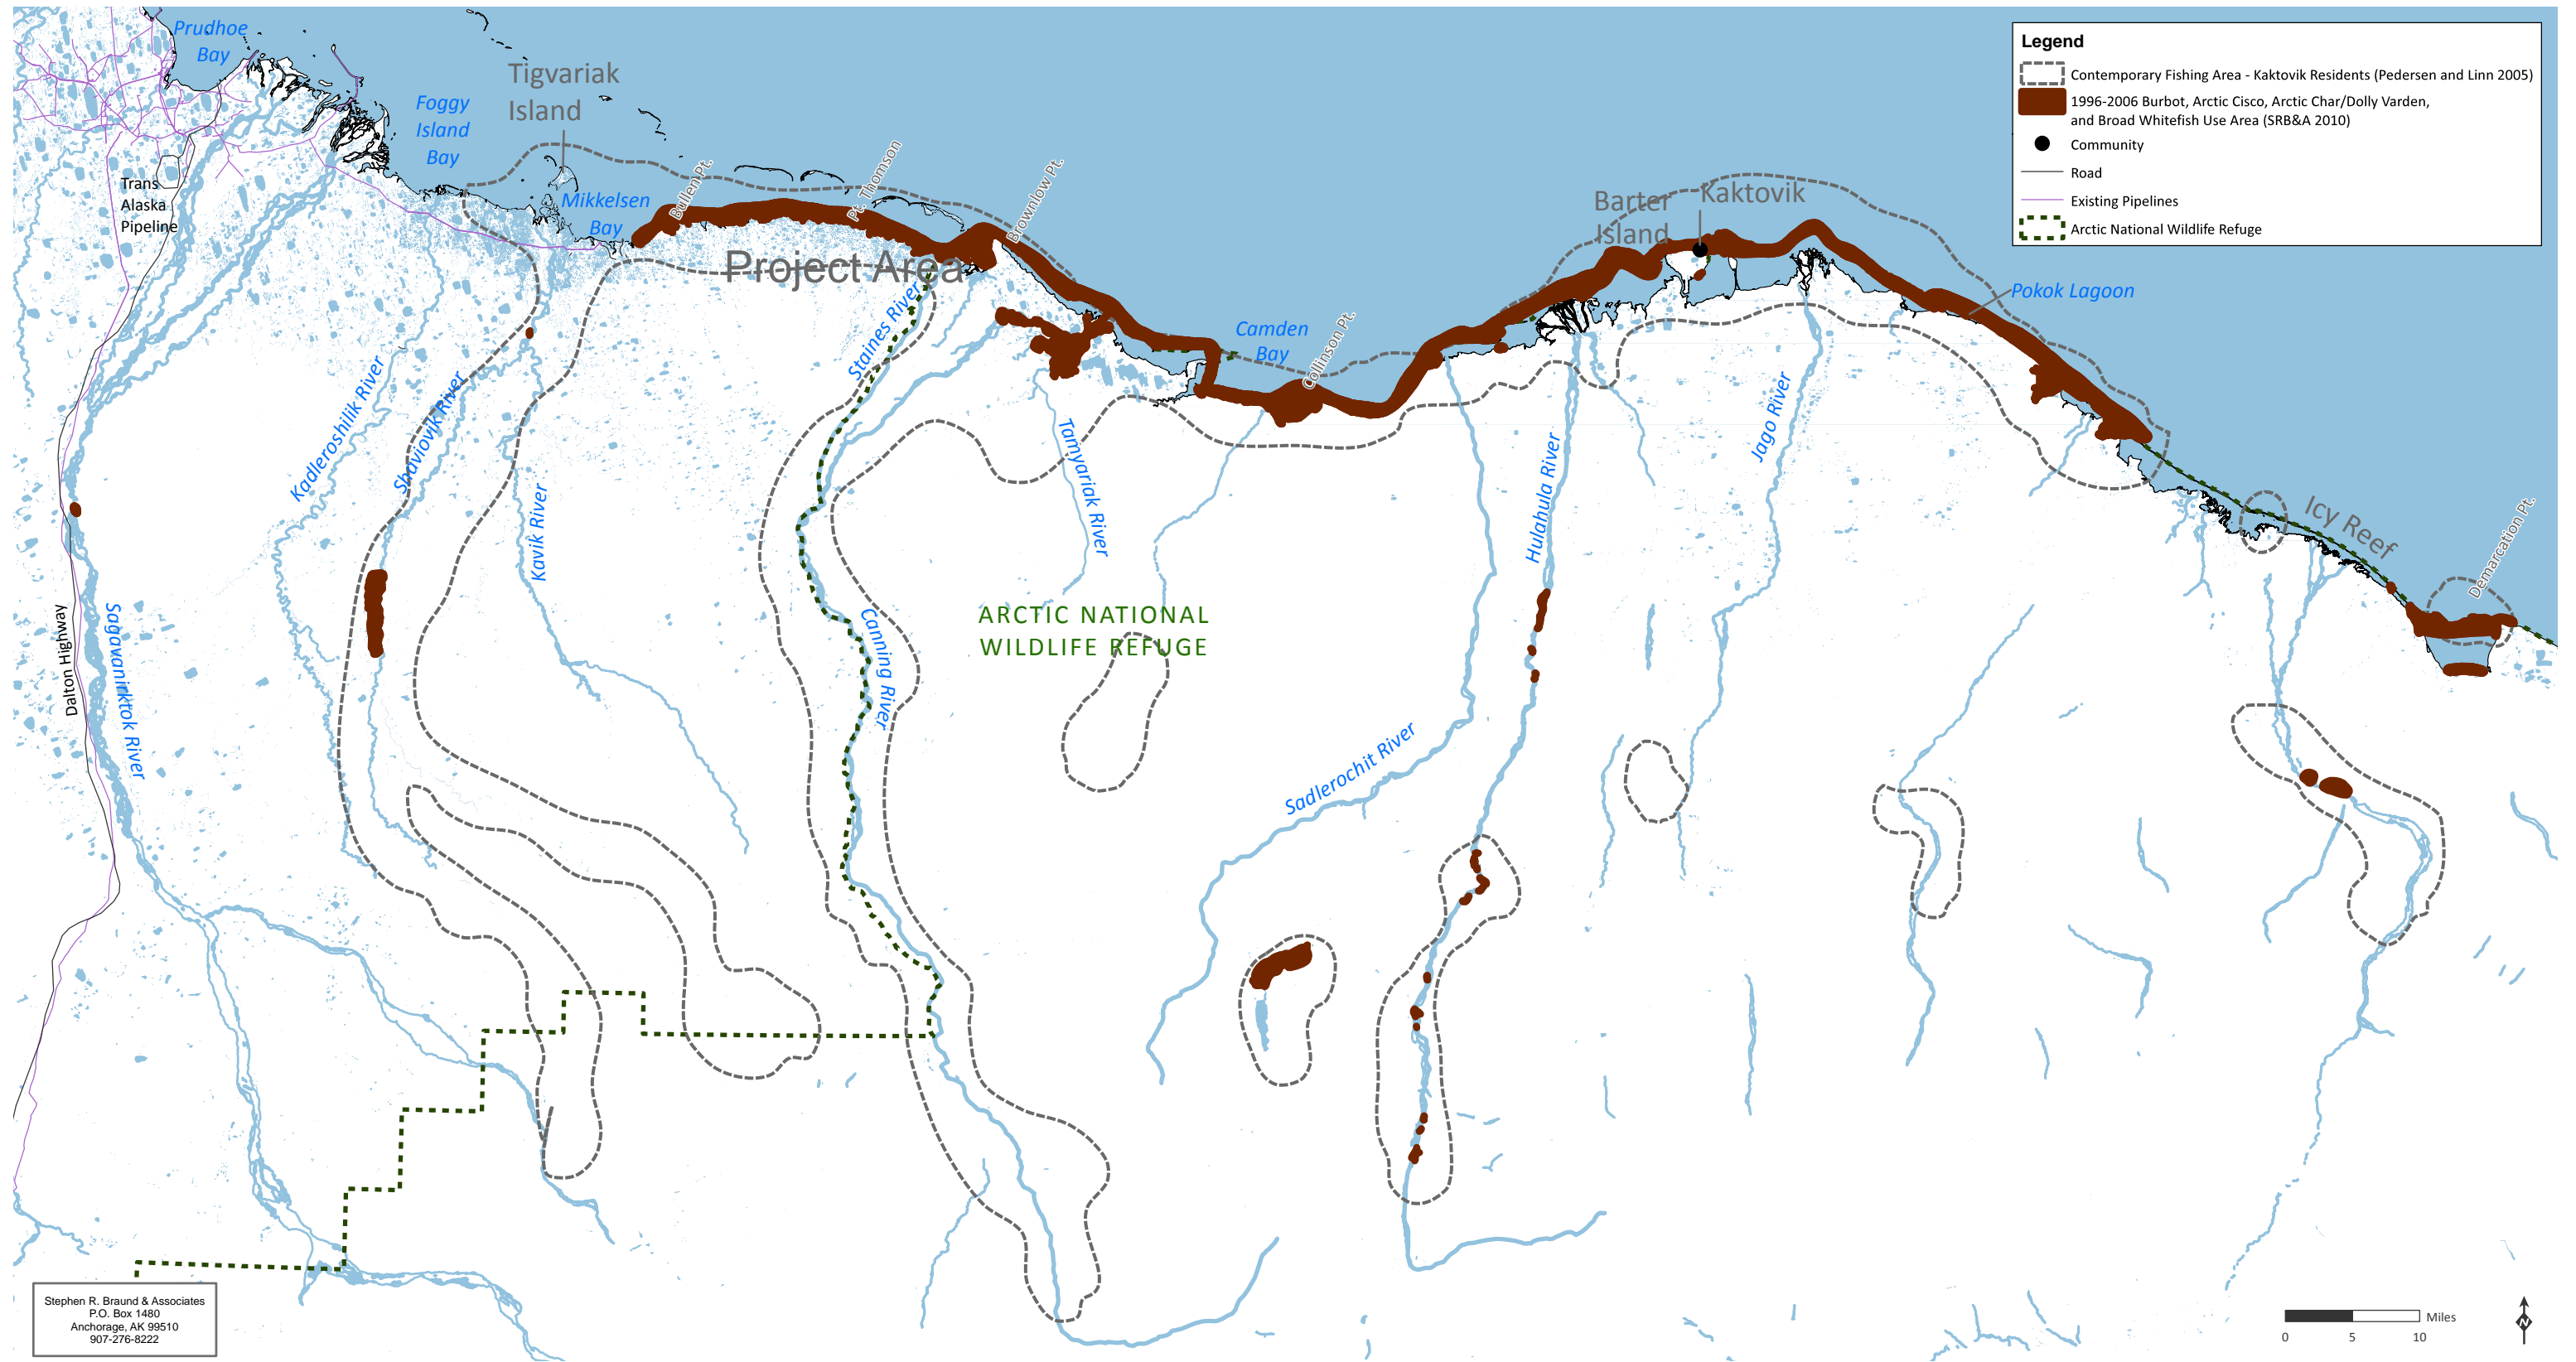 Prudhoe
Bay
Tigvariak
Island
Foggy
Island
Bay
Trans
Alaska
Pipeline
Mikkelsen
Bay
Bullen Pt.
Pt. Thomson
Brownlow Pt.
Project Area
Barter
Island
Kaktovik
Pokok Lagoon
Camden
Bay
Collinson Pt.
Staines River
Kadleroshilik River
Shaviovik River
Kavik River
Tamyariak River
Hulahula River
Jago River
Icy Reef
Demarcation Pt.
Dalton Highway
Sagavanirktok River
Canning River
ARCTIC NATIONAL
WILDLIFE REFUGE
Sadlerochit River
Legend
Contemporary Fishing Area - Kaktovik Residents (Pedersen and Linn 2005)
1996-2006 Burbot, Arctic Cisco, Arctic Char/Dolly Varden,
and Broad Whitefish Use Area (SRB&A 2010)
Community
Road
Existing Pipelines
Arctic National Wildlife Refuge
Stephen R. Braund & Associates
P.O. Box 1480
Anchorage, AK 99510
907-276-8222
Miles
0 5 10
N